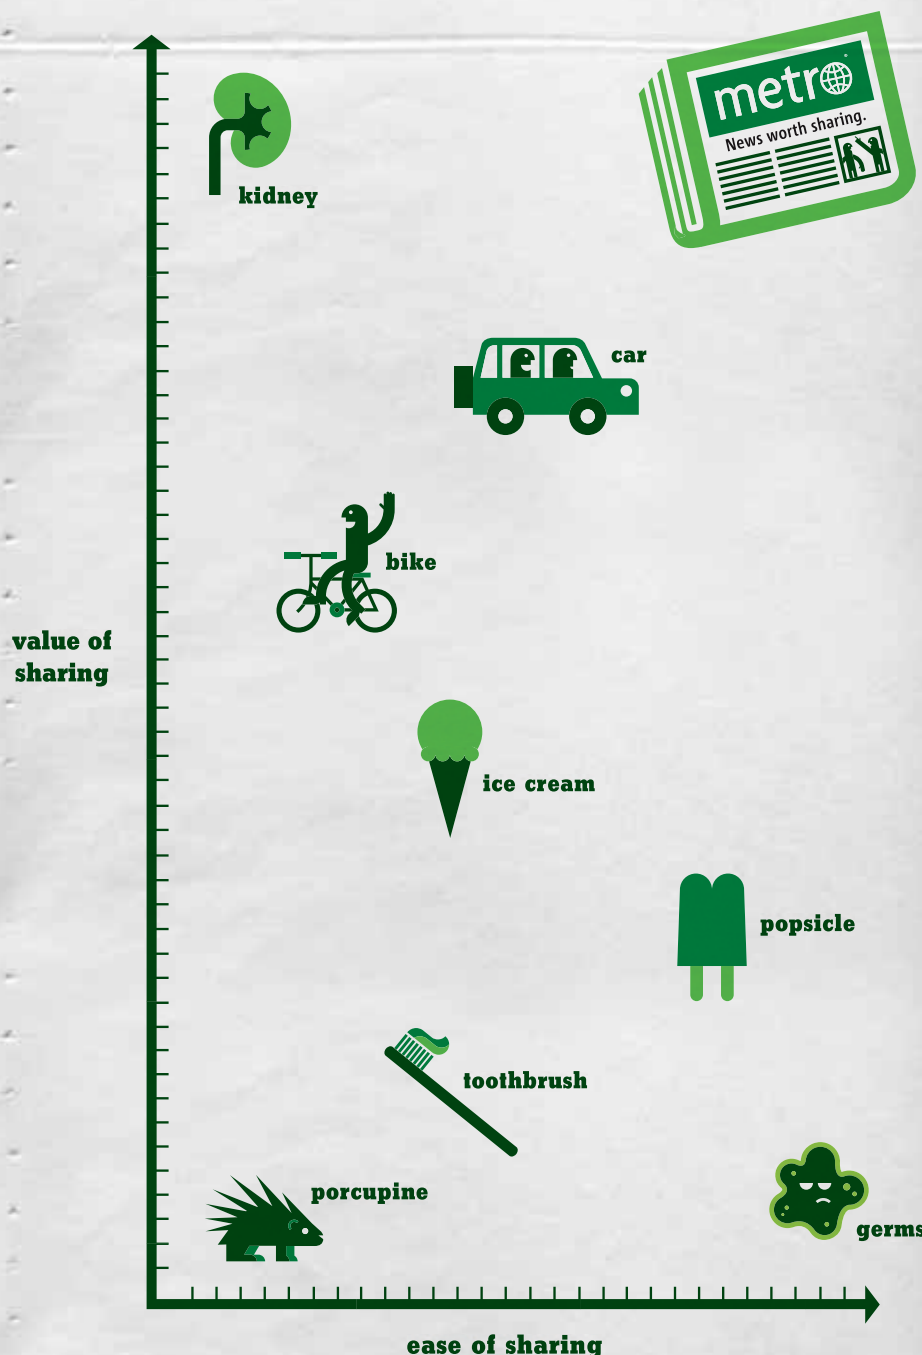 metro
News worth sharing.
kidney
car
bike
value of
sharing
ice cream
popsicle
toothbrush
porcupine
germs
ease of sharing